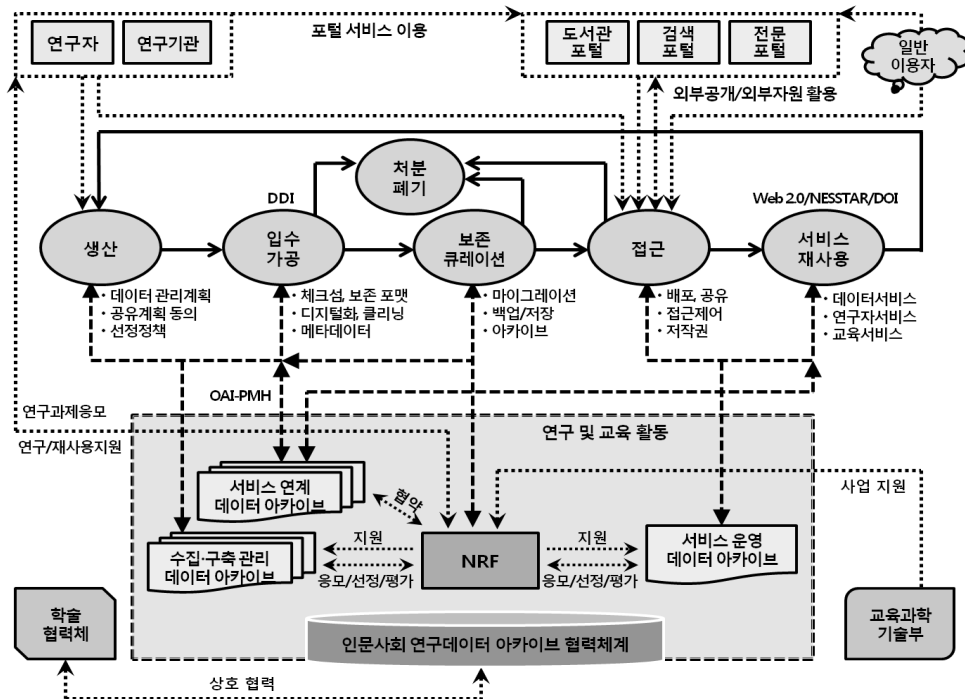 연구자
연구기관
포털 서비스 이용
도서관
포털
검색
포털
전문
포털
일반
이용자
외부공개/외부자원 활용
처분
폐기
DDI
Web 2.0/NESSTAR/DOI
생산
입수
가공
보존
큐레이션
접근
서비스
재사용
· 데이터 관리계획
· 공유계획 동의
· 선정정책
· 체크섬, 보존 포맷
· 디지털화, 클리닝
· 메타데이터
· 마이그레이션
· 백업/저장
· 아카이브
· 배포, 공유
· 접근제어
· 저작권
· 데이터서비스
· 연구자서비스
· 교육서비스
OAI-PMH
연구과제응모
연구/재사용지원
연구 및 교육 활동
서비스 연계
데이터 아카이브
협약
사업 지원
수집·구축 관리
데이터 아카이브
지원
응모/선정/평가
NRF
지원
응모/선정/평가
서비스 운영
데이터 아카이브
학술
협력체
인문사회 연구데이터 아카이브 협력체계
교육과학
기술부
상호 협력